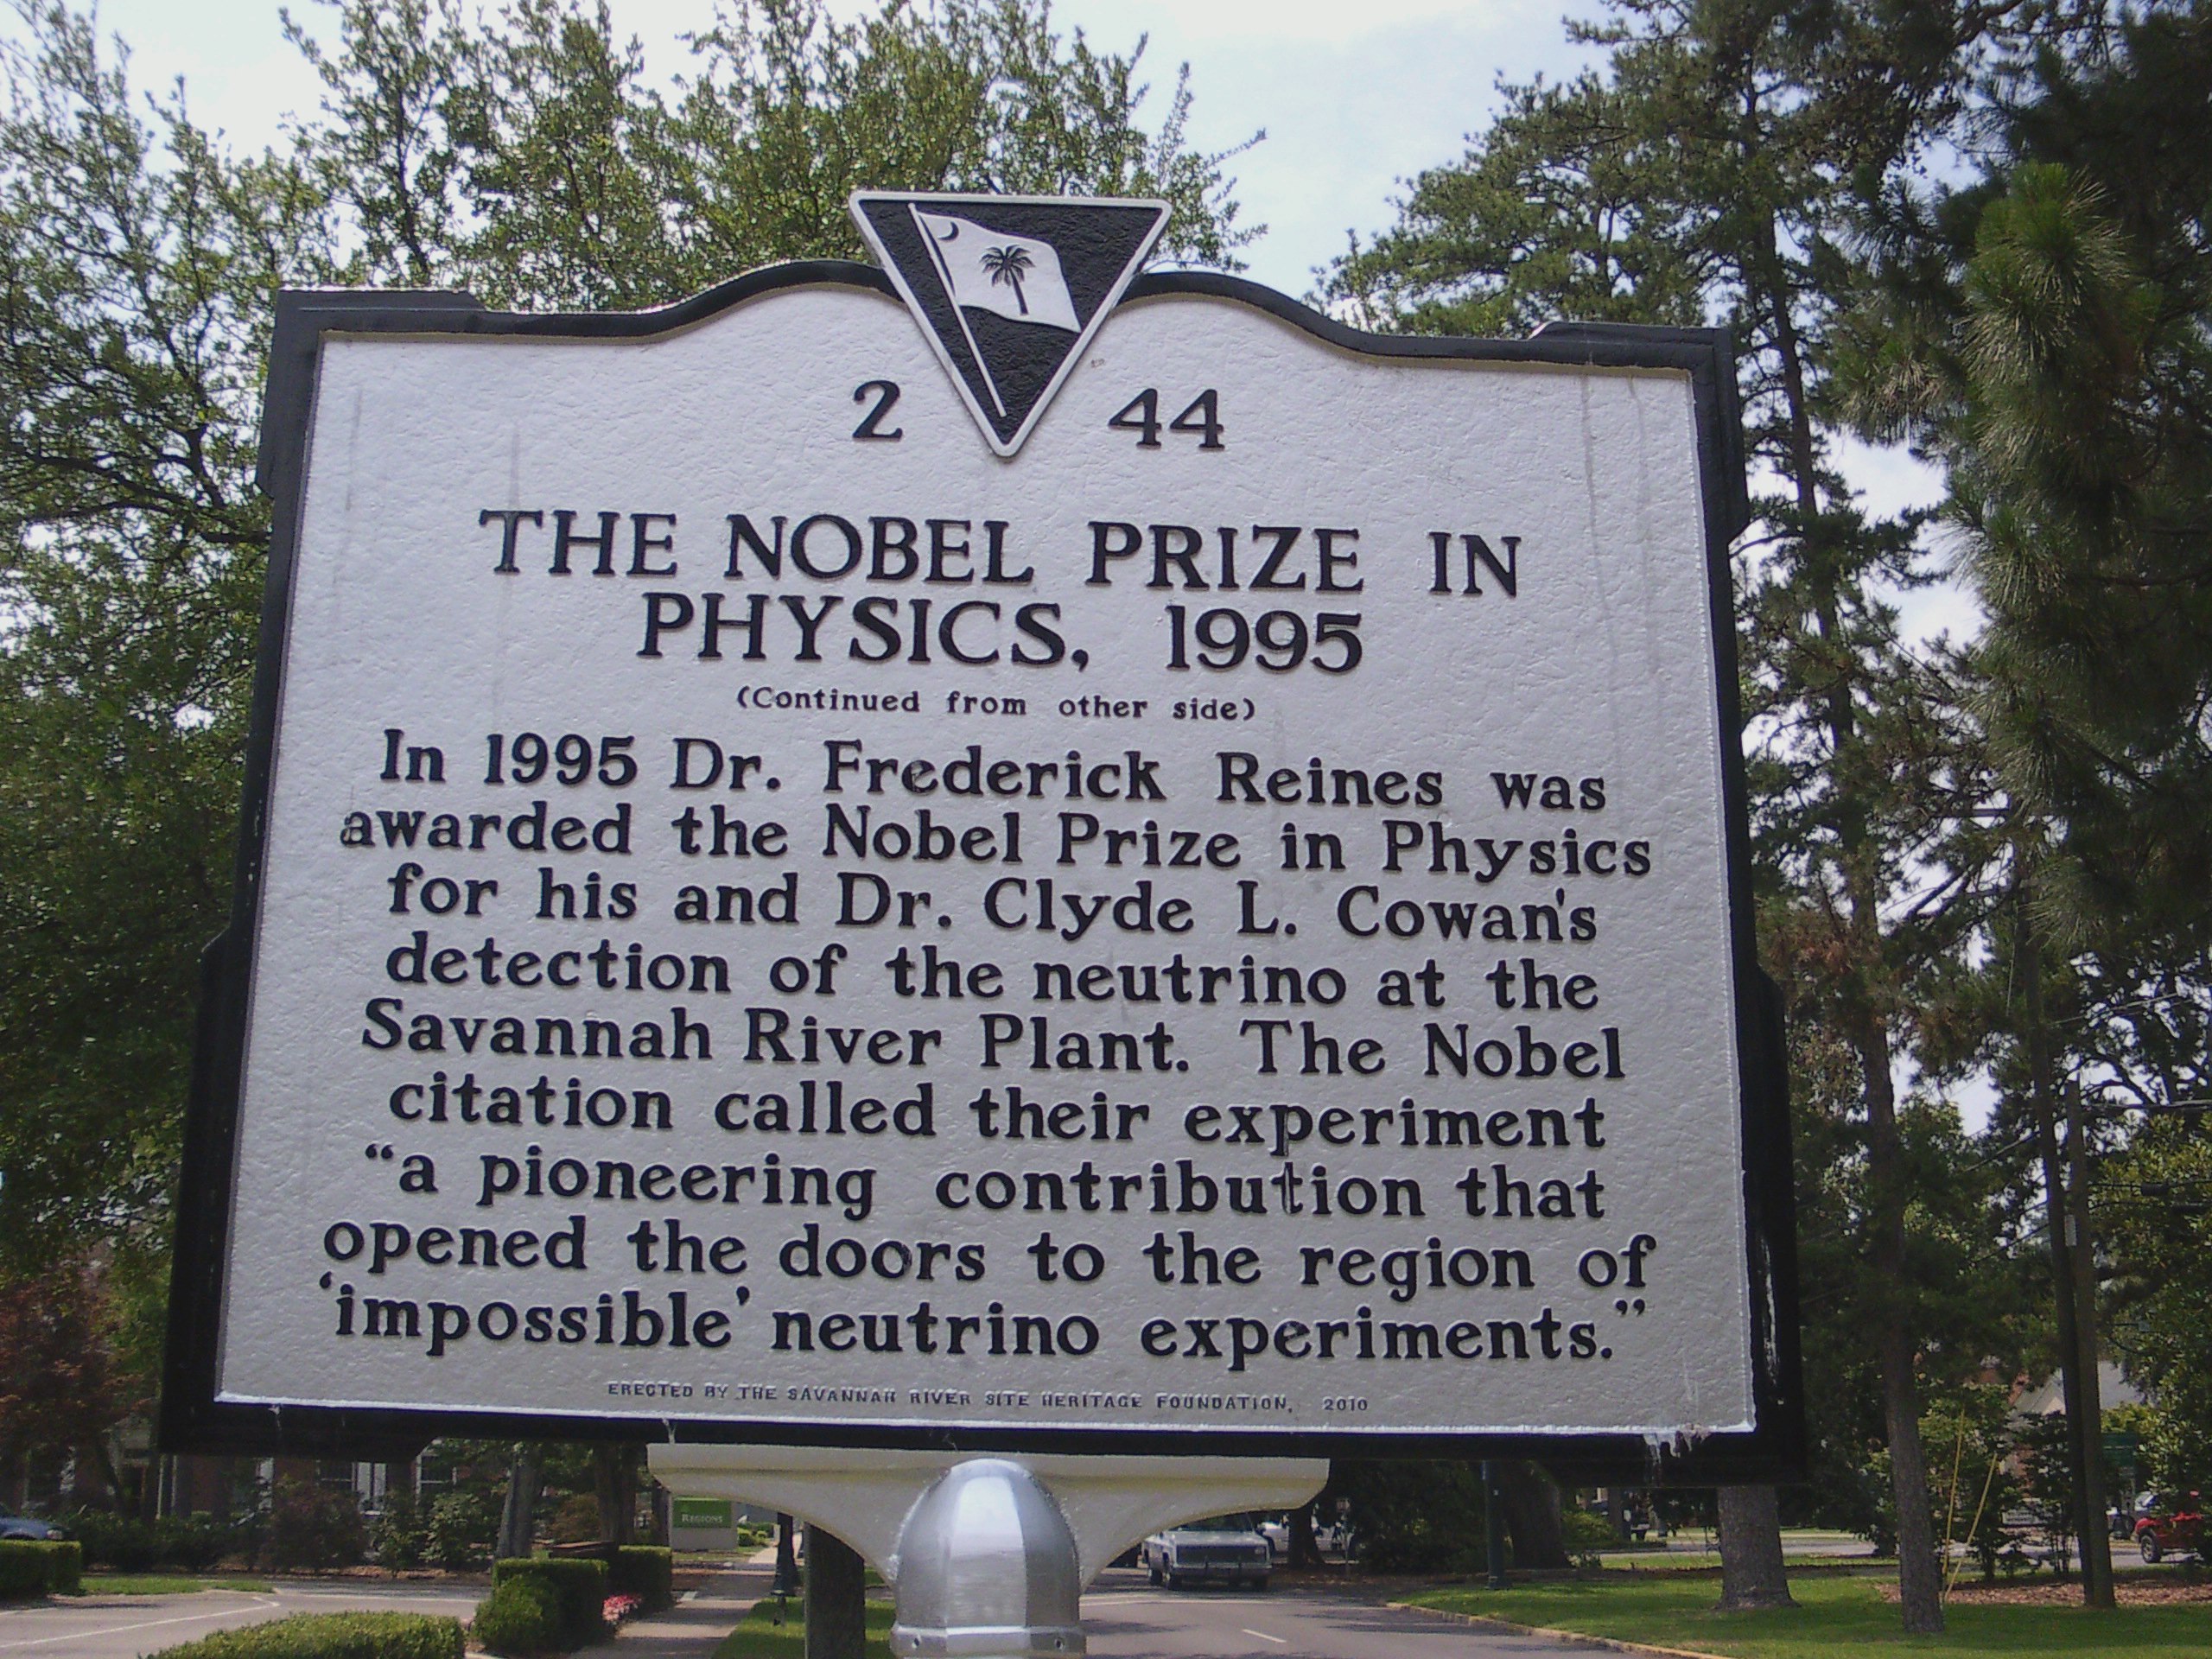 2 44
THE NOBEL PRIZE IN
PHYSICS, 1995
(Continued from other side)
In 1995 Dr. Frederick Reines was
awarded the Nobel Prize in Physics
for his and Dr. Clyde L. Cowan's
detection of the neutrino at the
Savannah River Plant. The Nobel
citation called their experiment
“a pioneering contribution that
opened the doors to the region of
‘impossible’ neutrino experiments.”
ERECTED BY THE SAVANNAH RIVER SITE HERITAGE FOUNDATION, 2010
REGIONS